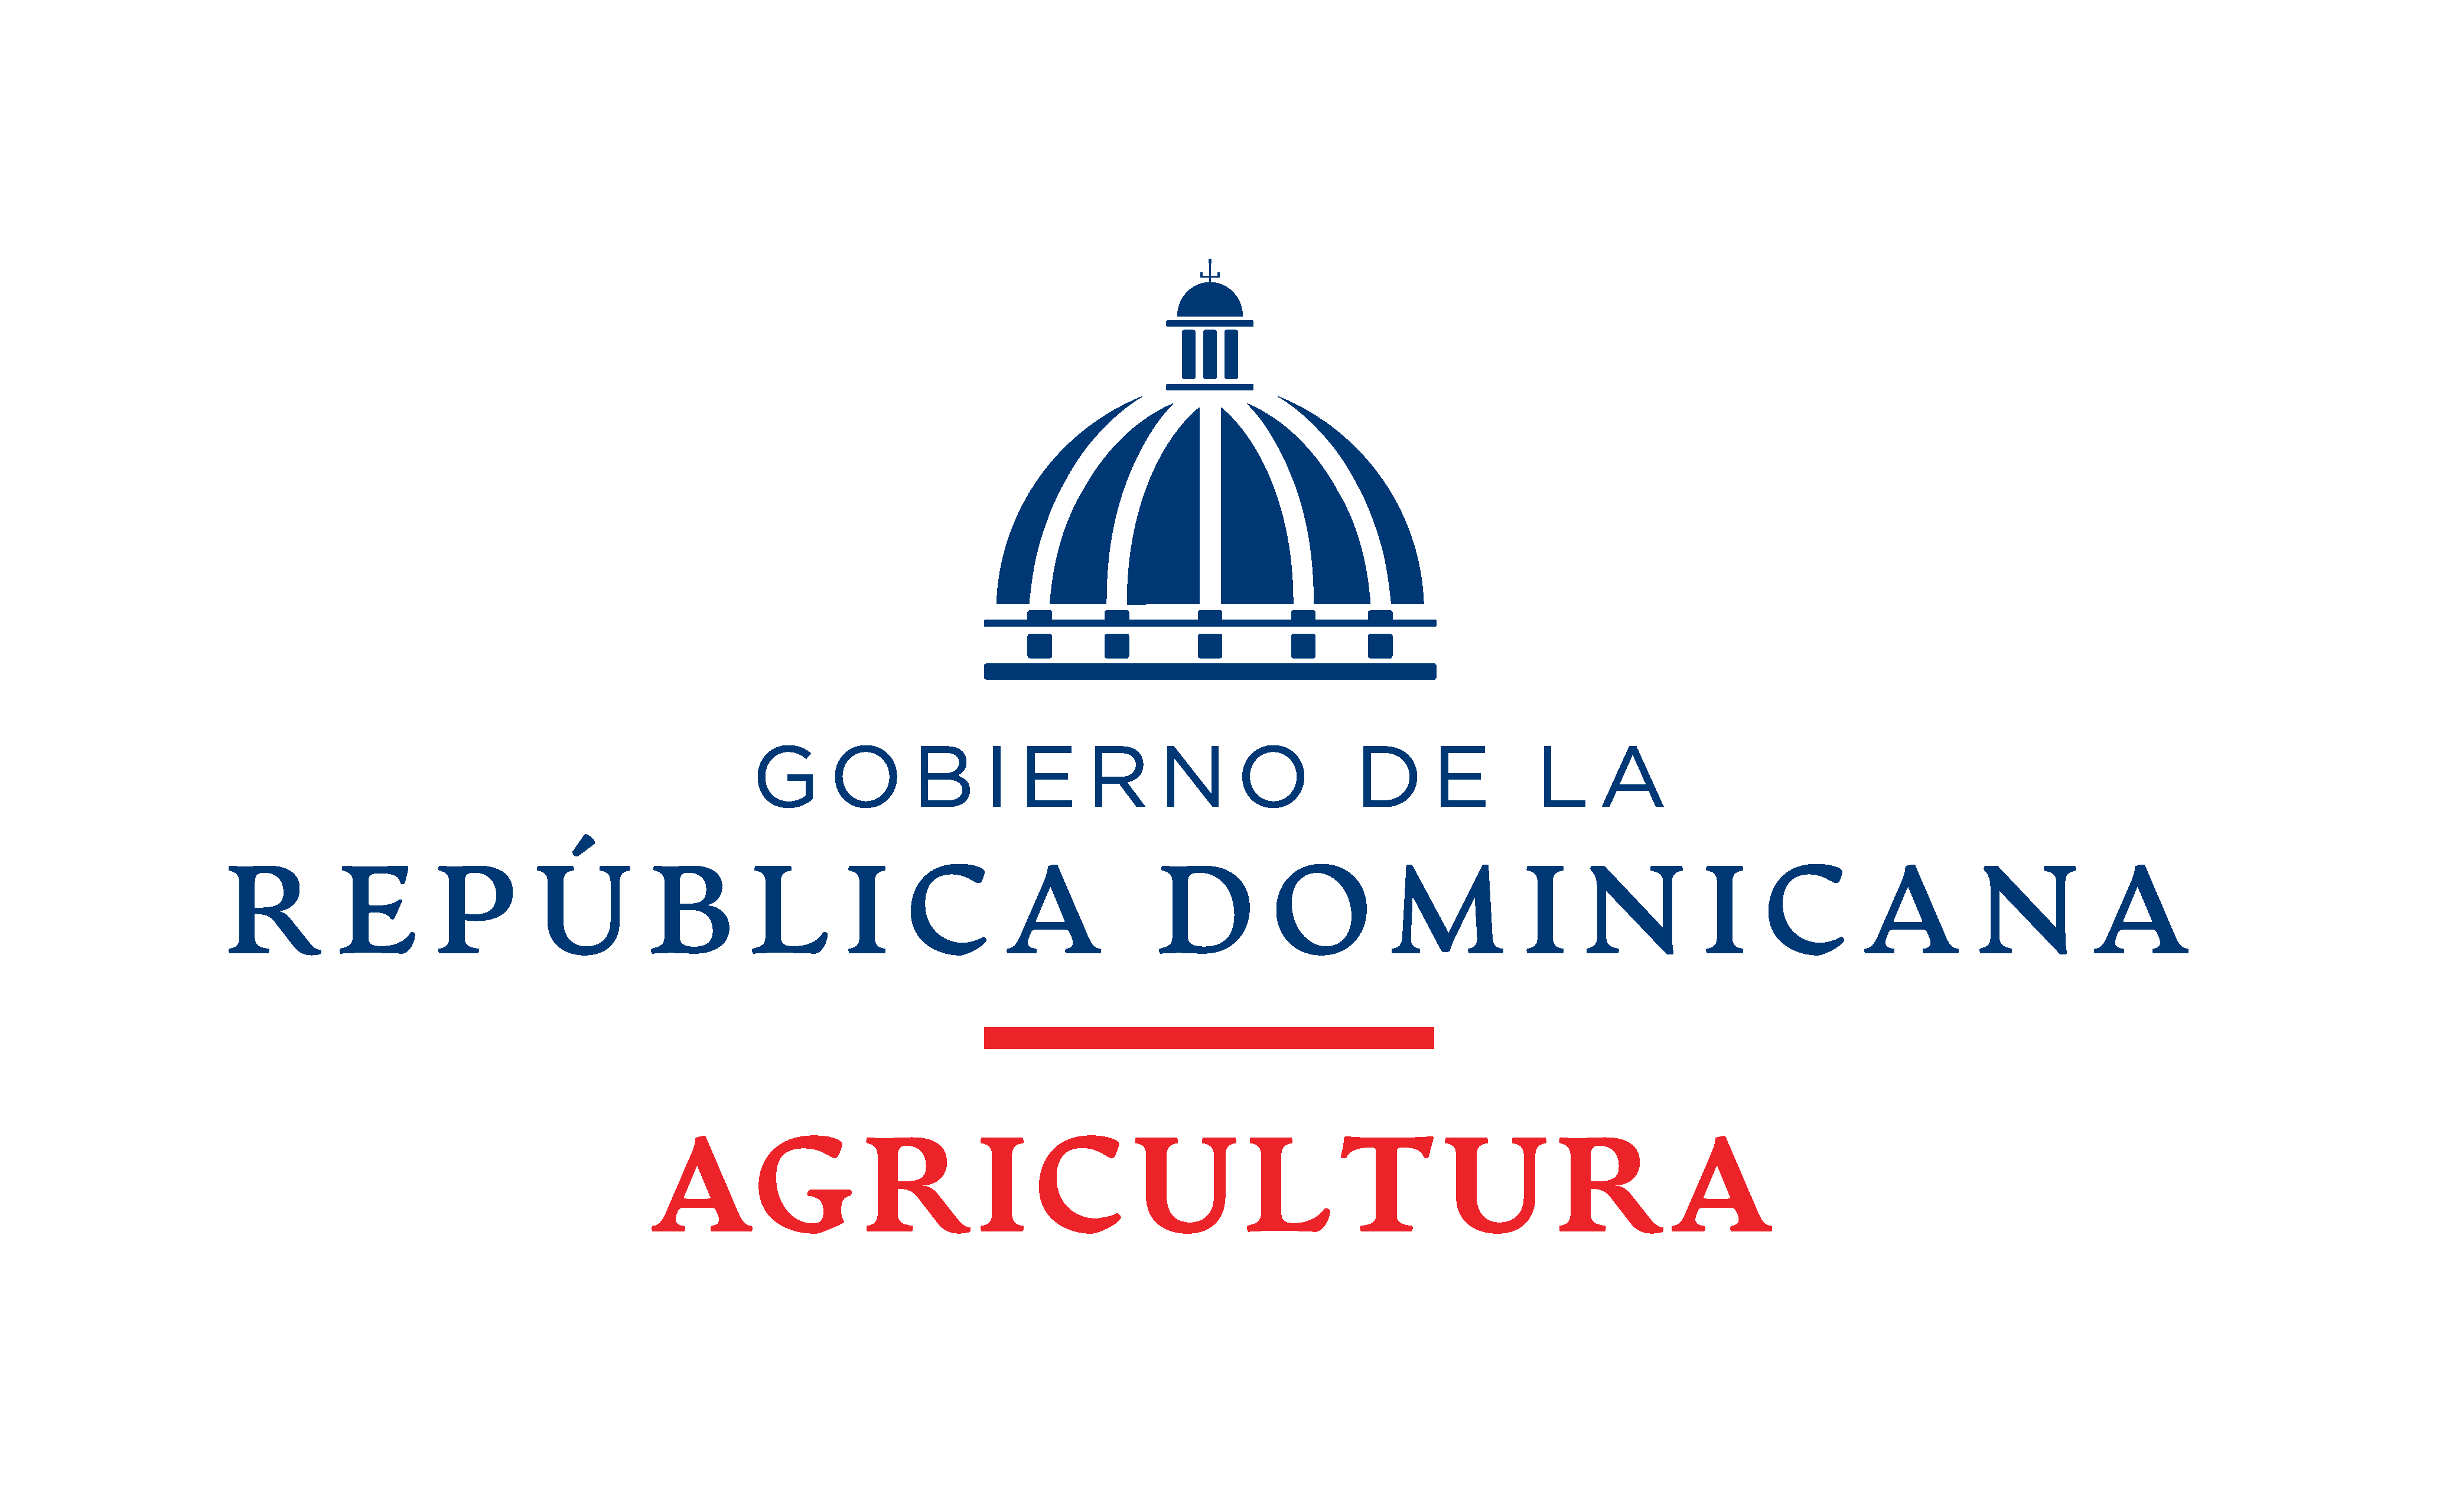 GOBIERNO DE LA
REPÚBLICA DOMINICANA
AGRICULTURA